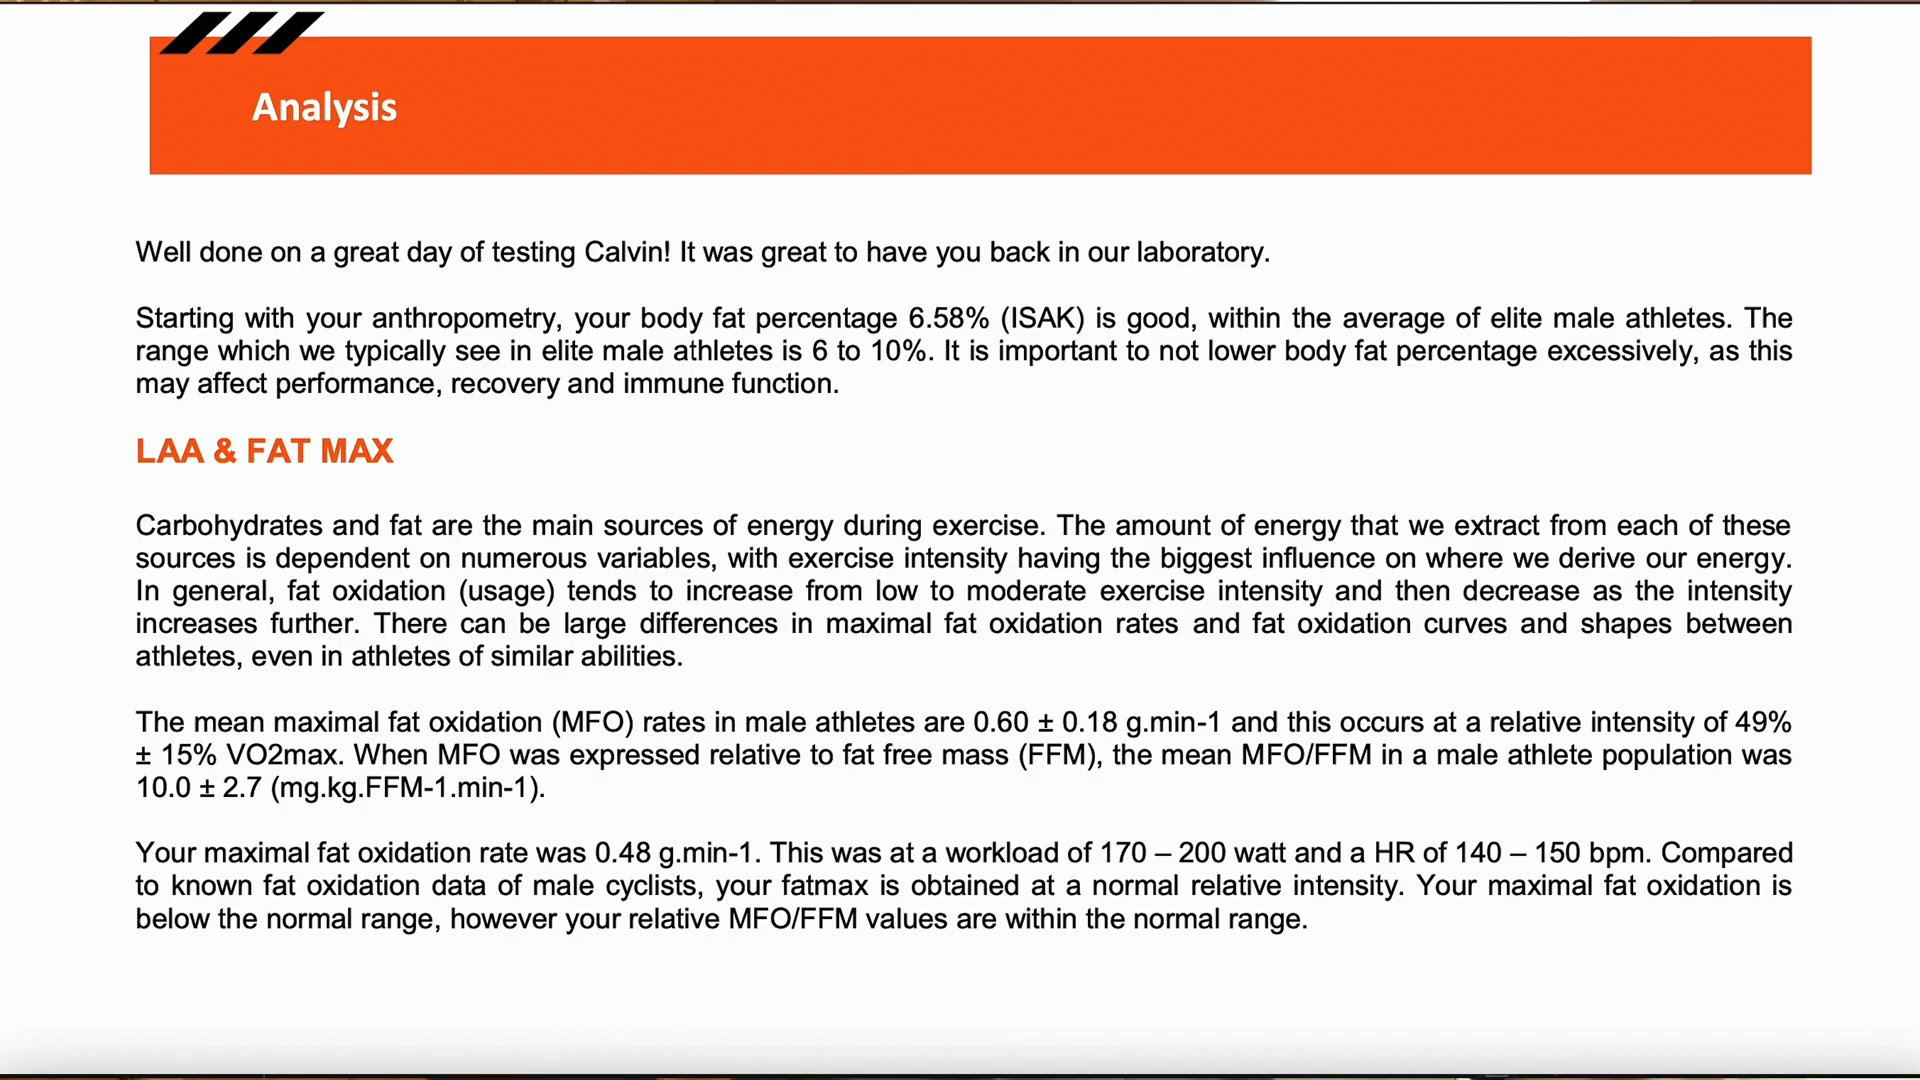 Analysis
Well done on a great day of testing Calvin! It was great to have you back in our laboratory.
Starting with your anthropometry, your body fat percentage 6.58% (ISAK) is good, within the average of elite male athletes. The
range which we typically see in elite male athletes is 6 to 10%. It is important to not lower body fat percentage excessively, as this
may affect performance, recovery and immune function.
LAA & FAT MAX
Carbohydrates and fat are the main sources of energy during exercise. The amount of energy that we extract from each of these
sources is dependent on numerous variables, with exercise intensity having the biggest influence on where we derive our energy.
In general, fat oxidation (usage) tends to increase from low to moderate exercise intensity and then decrease as the intensity
increases further. There can be large differences in maximal fat oxidation rates and fat oxidation curves and shapes between
athletes, even in athletes of similar abilities.
The mean maximal fat oxidation (MFO) rates in male athletes are 0.60 ± 0.18 g.min-1 and this occurs at a relative intensity of 49%
± 15% VO2max. When MFO was expressed relative to fat free mass (FFM), the mean MFO/FFM in a male athlete population was
10.0 ± 2.7 (mg.kg.FFM-1.min-1).
Your maximal fat oxidation rate was 0.48 g.min-1. This was at a workload of 170 – 200 watt and a HR of 140 – 150 bpm. Compared
to known fat oxidation data of male cyclists, your fatmax is obtained at a normal relative intensity. Your maximal fat oxidation is
below the normal range, however your relative MFO/FFM values are within the normal range.